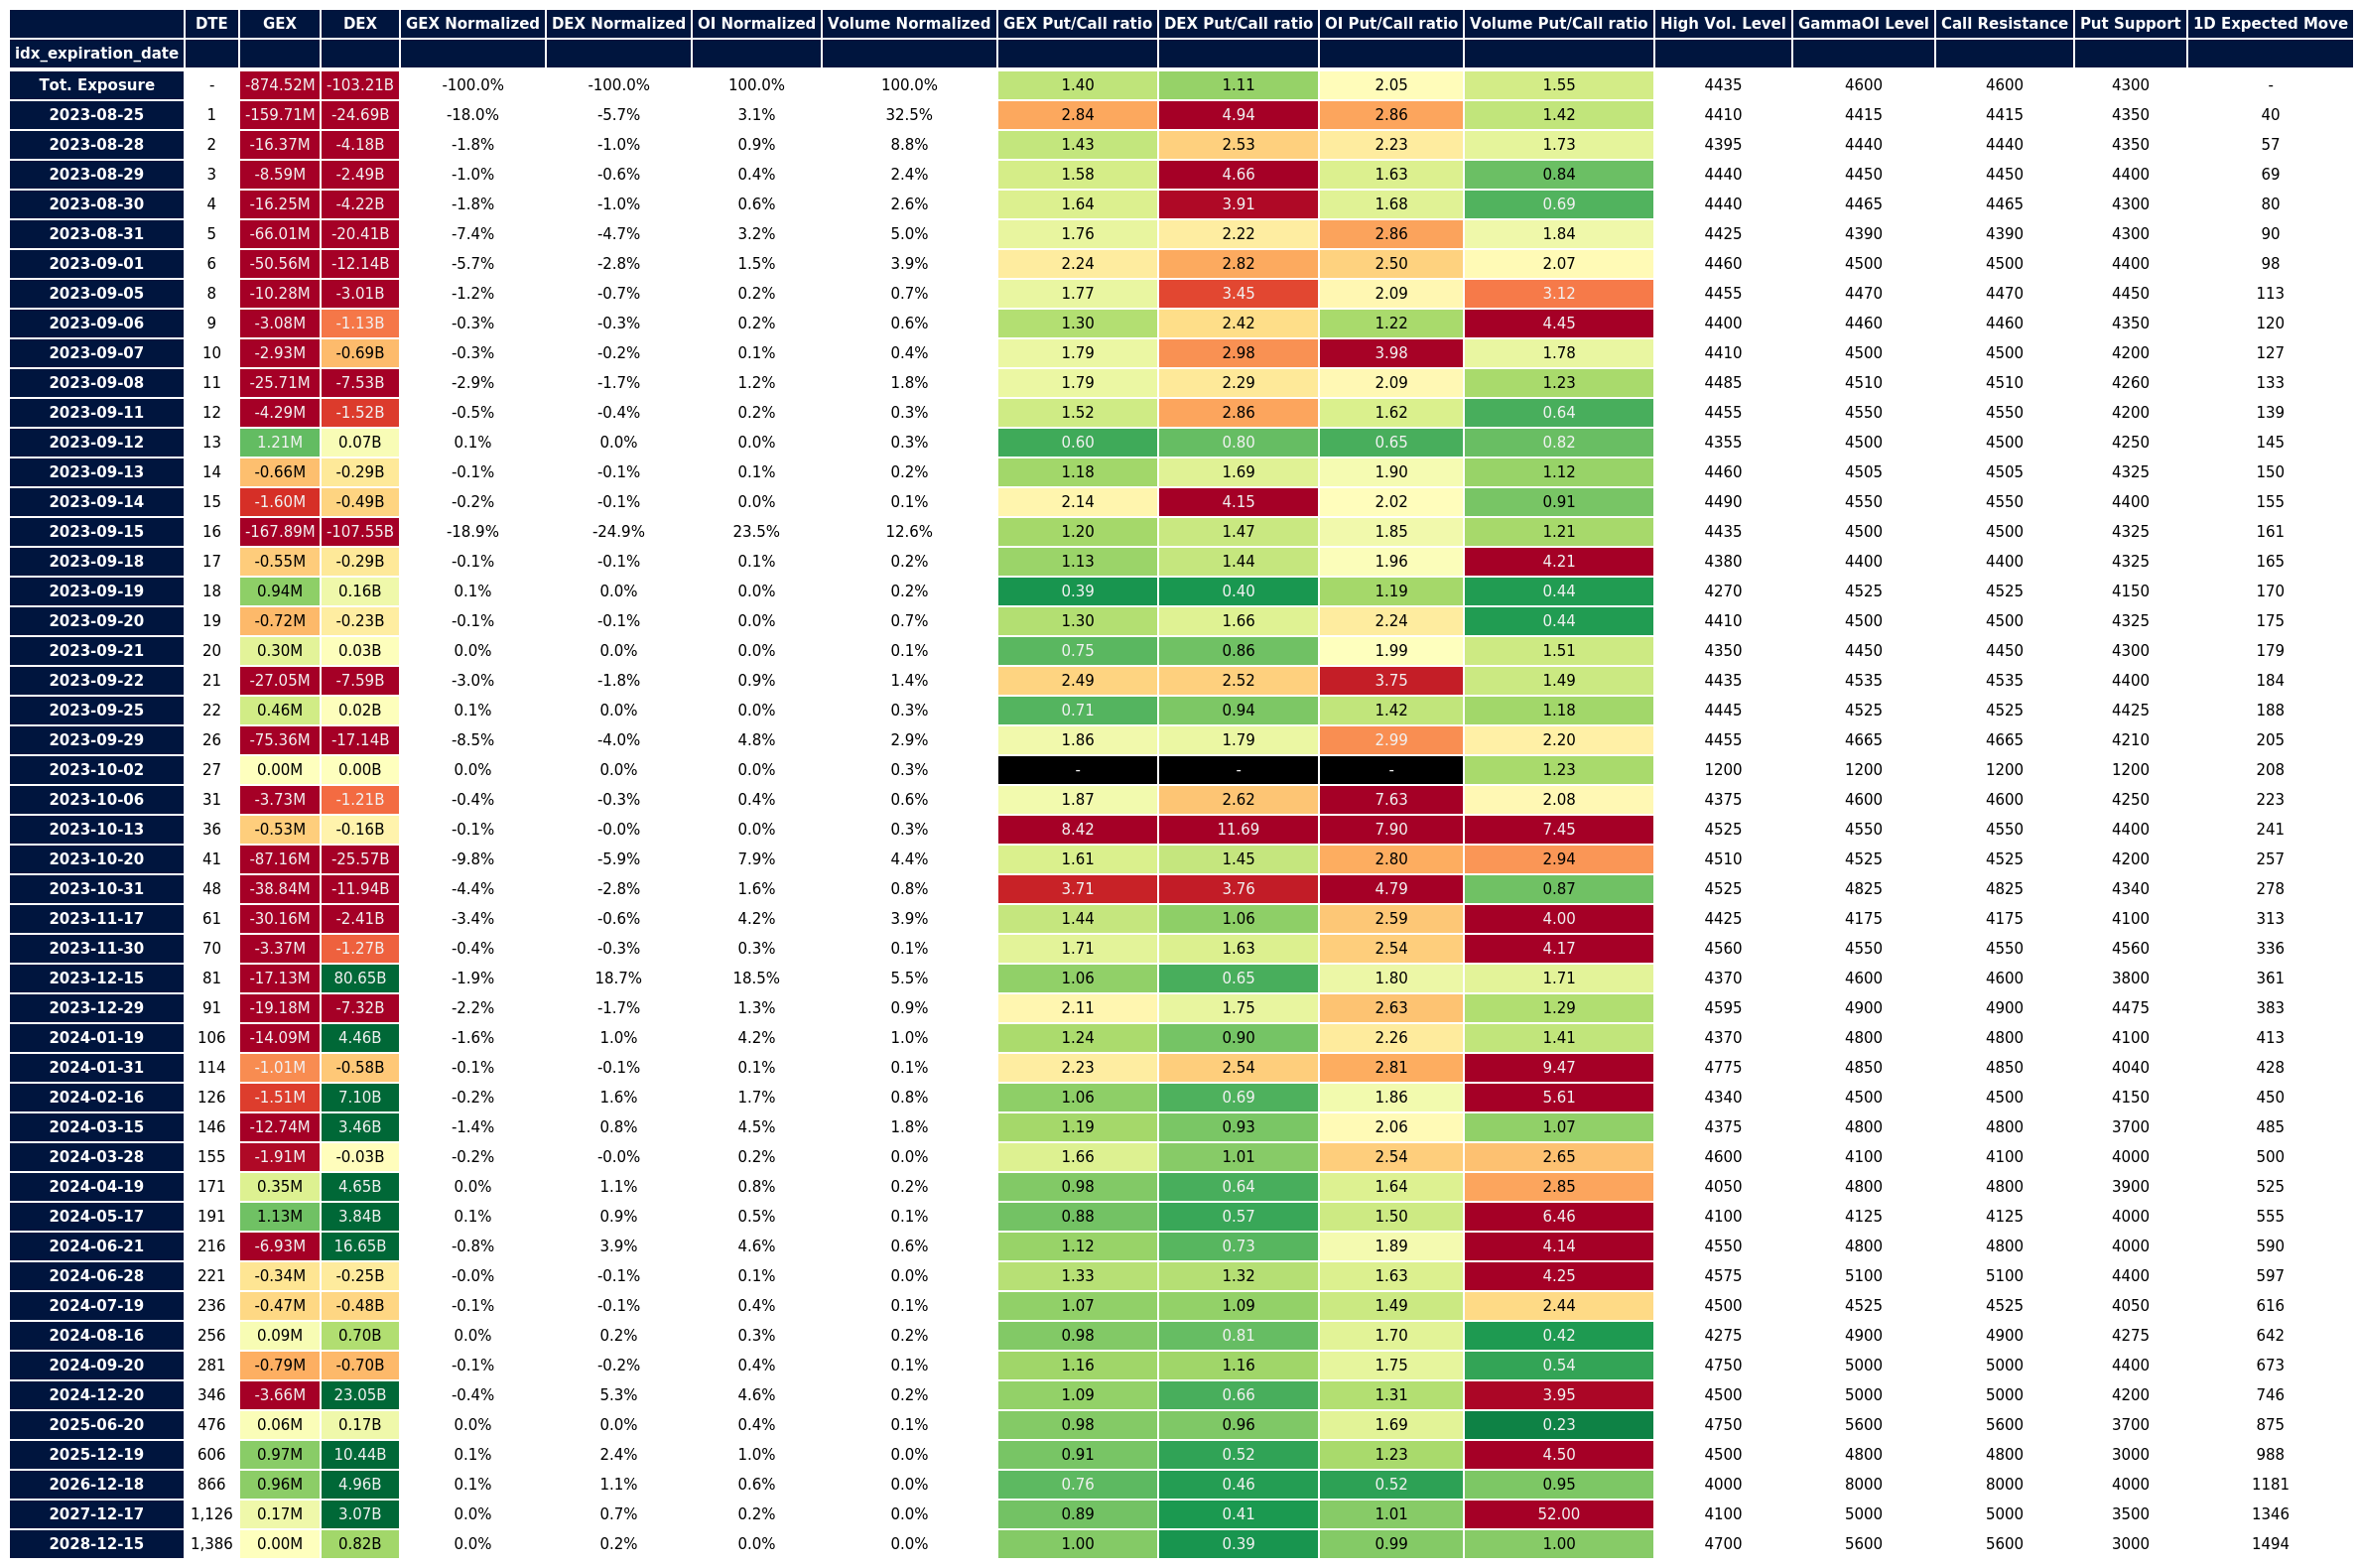 DTE GEX DEX GEX Normalized DEX Normalized OI Normalized Volume Normalized GEX Put/Call ratio DEX Put/Call ratio OI Put/Call ratio Volume Put/Call ratio High Vol. Level GammaOI Level Call Resistance Put Support 1D Expected Move
idx_expiration_date
Tot. Exposure - -874.52M -103.21B -100.0% -100.0% 100.0% 100.0% 1.40 1.11 2.05 1.55 4435 4600 4600 4300 -
2023-08-25 1 -159.71M -24.69B -18.0% -5.7% 3.1% 32.5% 2.84 4.94 2.86 1.42 4410 4415 4415 4350 40
2023-08-28 2 -16.37M -4.18B -1.8% -1.0% 0.9% 8.8% 1.43 2.53 2.23 1.73 4395 4440 4440 4350 57
2023-08-29 3 -8.59M -2.49B -1.0% -0.6% 0.4% 2.4% 1.58 4.66 1.63 0.84 4440 4450 4450 4400 69
2023-08-30 4 -16.25M -4.22B -1.8% -1.0% 0.6% 2.6% 1.64 3.91 1.68 0.69 4440 4465 4465 4300 80
2023-08-31 5 -66.01M -20.41B -7.4% -4.7% 3.2% 5.0% 1.76 2.22 2.86 1.84 4425 4390 4390 4300 90
2023-09-01 6 -50.56M -12.14B -5.7% -2.8% 1.5% 3.9% 2.24 2.82 2.50 2.07 4460 4500 4500 4400 98
2023-09-05 8 -10.28M -3.01B -1.2% -0.7% 0.2% 0.7% 1.77 3.45 2.09 3.12 4455 4470 4470 4450 113
2023-09-06 9 -3.08M -1.13B -0.3% -0.3% 0.2% 0.6% 1.30 2.42 1.22 4.45 4400 4460 4460 4350 120
2023-09-07 10 -2.93M -0.69B -0.3% -0.2% 0.1% 0.4% 1.79 2.98 3.98 1.78 4410 4500 4500 4200 127
2023-09-08 11 -25.71M -7.53B -2.9% -1.7% 1.2% 1.8% 1.79 2.29 2.09 1.23 4485 4510 4510 4260 133
2023-09-11 12 -4.29M -1.52B -0.5% -0.4% 0.2% 0.3% 1.52 2.86 1.62 0.64 4455 4550 4550 4200 139
2023-09-12 13 1.21M 0.07B 0.1% 0.0% 0.0% 0.3% 0.60 0.80 0.65 0.82 4355 4500 4500 4250 145
2023-09-13 14 -0.66M -0.29B -0.1% -0.1% 0.1% 0.2% 1.18 1.69 1.90 1.12 4460 4505 4505 4325 150
2023-09-14 15 -1.60M -0.49B -0.2% -0.1% 0.0% 0.1% 2.14 4.15 2.02 0.91 4490 4550 4550 4400 155
2023-09-15 16 -167.89M -107.55B -18.9% -24.9% 23.5% 12.6% 1.20 1.47 1.85 1.21 4435 4500 4500 4325 161
2023-09-18 17 -0.55M -0.29B -0.1% -0.1% 0.1% 0.2% 1.13 1.44 1.96 4.21 4380 4400 4400 4325 165
2023-09-19 18 0.94M 0.16B 0.1% 0.0% 0.0% 0.2% 0.39 0.40 1.19 0.44 4270 4525 4525 4150 170
2023-09-20 19 -0.72M -0.23B -0.1% -0.1% 0.0% 0.7% 1.30 1.66 2.24 0.44 4410 4500 4500 4325 175
2023-09-21 20 0.30M 0.03B 0.0% 0.0% 0.0% 0.1% 0.75 0.86 1.99 1.51 4350 4450 4450 4300 179
2023-09-22 21 -27.05M -7.59B -3.0% -1.8% 0.9% 1.4% 2.49 2.52 3.75 1.49 4435 4535 4535 4400 184
2023-09-25 22 0.46M 0.02B 0.1% 0.0% 0.0% 0.3% 0.71 0.94 1.42 1.18 4445 4525 4525 4425 188
2023-09-29 26 -75.36M -17.14B -8.5% -4.0% 4.8% 2.9% 1.86 1.79 2.99 2.20 4455 4665 4665 4210 205
2023-10-02 27 0.00M 0.00B 0.0% 0.0% 0.0% 0.3% - - - 1.23 1200 1200 1200 1200 208
2023-10-06 31 -3.73M -1.21B -0.4% -0.3% 0.4% 0.6% 1.87 2.62 7.63 2.08 4375 4600 4600 4250 223
2023-10-13 36 -0.53M -0.16B -0.1% -0.0% 0.0% 0.3% 8.42 11.69 7.90 7.45 4525 4550 4550 4400 241
2023-10-20 41 -87.16M -25.57B -9.8% -5.9% 7.9% 4.4% 1.61 1.45 2.80 2.94 4510 4525 4525 4200 257
2023-10-31 48 -38.84M -11.94B -4.4% -2.8% 1.6% 0.8% 3.71 3.76 4.79 0.87 4525 4825 4825 4340 278
2023-11-17 61 -30.16M -2.41B -3.4% -0.6% 4.2% 3.9% 1.44 1.06 2.59 4.00 4425 4175 4175 4100 313
2023-11-30 70 -3.37M -1.27B -0.4% -0.3% 0.3% 0.1% 1.71 1.63 2.54 4.17 4560 4550 4550 4560 336
2023-12-15 81 -17.13M 80.65B -1.9% 18.7% 18.5% 5.5% 1.06 0.65 1.80 1.71 4370 4600 4600 3800 361
2023-12-29 91 -19.18M -7.32B -2.2% -1.7% 1.3% 0.9% 2.11 1.75 2.63 1.29 4595 4900 4900 4475 383
2024-01-19 106 -14.09M 4.46B -1.6% 1.0% 4.2% 1.0% 1.24 0.90 2.26 1.41 4370 4800 4800 4100 413
2024-01-31 114 -1.01M -0.58B -0.1% -0.1% 0.1% 0.1% 2.23 2.54 2.81 9.47 4775 4850 4850 4040 428
2024-02-16 126 -1.51M 7.10B -0.2% 1.6% 1.7% 0.8% 1.06 0.69 1.86 5.61 4340 4500 4500 4150 450
2024-03-15 146 -12.74M 3.46B -1.4% 0.8% 4.5% 1.8% 1.19 0.93 2.06 1.07 4375 4800 4800 3700 485
2024-03-28 155 -1.91M -0.03B -0.2% -0.0% 0.2% 0.0% 1.66 1.01 2.54 2.65 4600 4100 4100 4000 500
2024-04-19 171 0.35M 4.65B 0.0% 1.1% 0.8% 0.2% 0.98 0.64 1.64 2.85 4050 4800 4800 3900 525
2024-05-17 191 1.13M 3.84B 0.1% 0.9% 0.5% 0.1% 0.88 0.57 1.50 6.46 4100 4125 4125 4000 555
2024-06-21 216 -6.93M 16.65B -0.8% 3.9% 4.6% 0.6% 1.12 0.73 1.89 4.14 4550 4800 4800 4000 590
2024-06-28 221 -0.34M -0.25B -0.0% -0.1% 0.1% 0.0% 1.33 1.32 1.63 4.25 4575 5100 5100 4400 597
2024-07-19 236 -0.47M -0.48B -0.1% -0.1% 0.4% 0.1% 1.07 1.09 1.49 2.44 4500 4525 4525 4050 616
2024-08-16 256 0.09M 0.70B 0.0% 0.2% 0.3% 0.2% 0.98 0.81 1.70 0.42 4275 4900 4900 4275 642
2024-09-20 281 -0.79M -0.70B -0.1% -0.2% 0.4% 0.1% 1.16 1.16 1.75 0.54 4750 5000 5000 4400 673
2024-12-20 346 -3.66M 23.05B -0.4% 5.3% 4.6% 0.2% 1.09 0.66 1.31 3.95 4500 5000 5000 4200 746
2025-06-20 476 0.06M 0.17B 0.0% 0.0% 0.4% 0.1% 0.98 0.96 1.69 0.23 4750 5600 5600 3700 875
2025-12-19 606 0.97M 10.44B 0.1% 2.4% 1.0% 0.0% 0.91 0.52 1.23 4.50 4500 4800 4800 3000 988
2026-12-18 866 0.96M 4.96B 0.1% 1.1% 0.6% 0.0% 0.76 0.46 0.52 0.95 4000 8000 8000 4000 1181
2027-12-17 1,126 0.17M 3.07B 0.0% 0.7% 0.2% 0.0% 0.89 0.41 1.01 52.00 4100 5000 5000 3500 1346
2028-12-15 1,386 0.00M 0.82B 0.0% 0.2% 0.0% 0.0% 1.00 0.39 0.99 1.00 4700 5600 5600 3000 1494